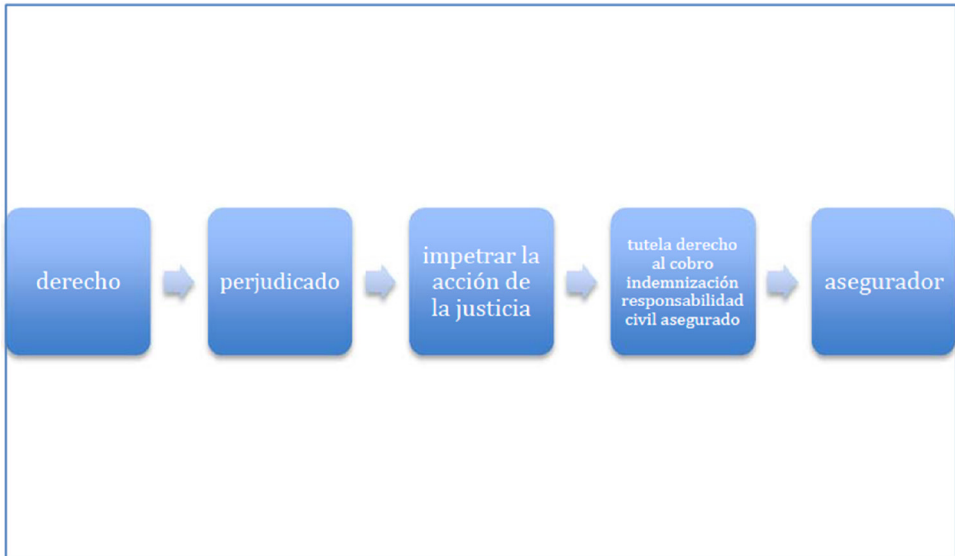 derecho
perjudicado
impetrar la
acción de
la justicia
tutela derecho
al cobro
indemnización
responsabilidad
civil asegurado
asegurador